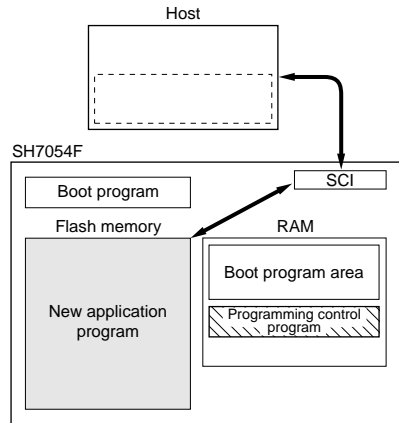 Host
SH7054F
SCI
Boot program
Flash memory
RAM
Boot program area
New application
program
Programming control
program